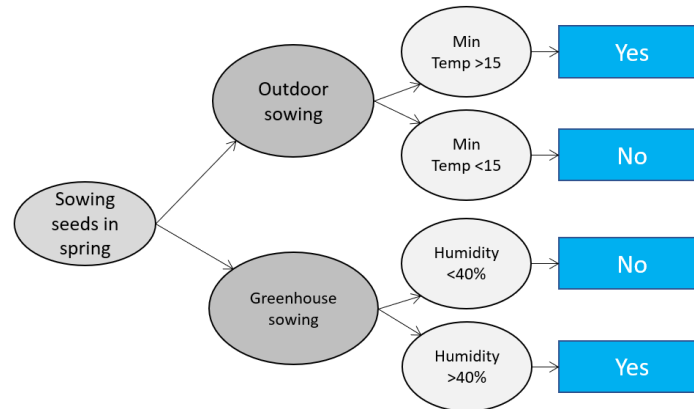 Sowing
seeds in
spring
Outdoor
sowing
Min
Temp >15
Yes
Min
Temp <15
No
Greenhouse
sowing
Humidity
<40%
No
Humidity
>40%
Yes